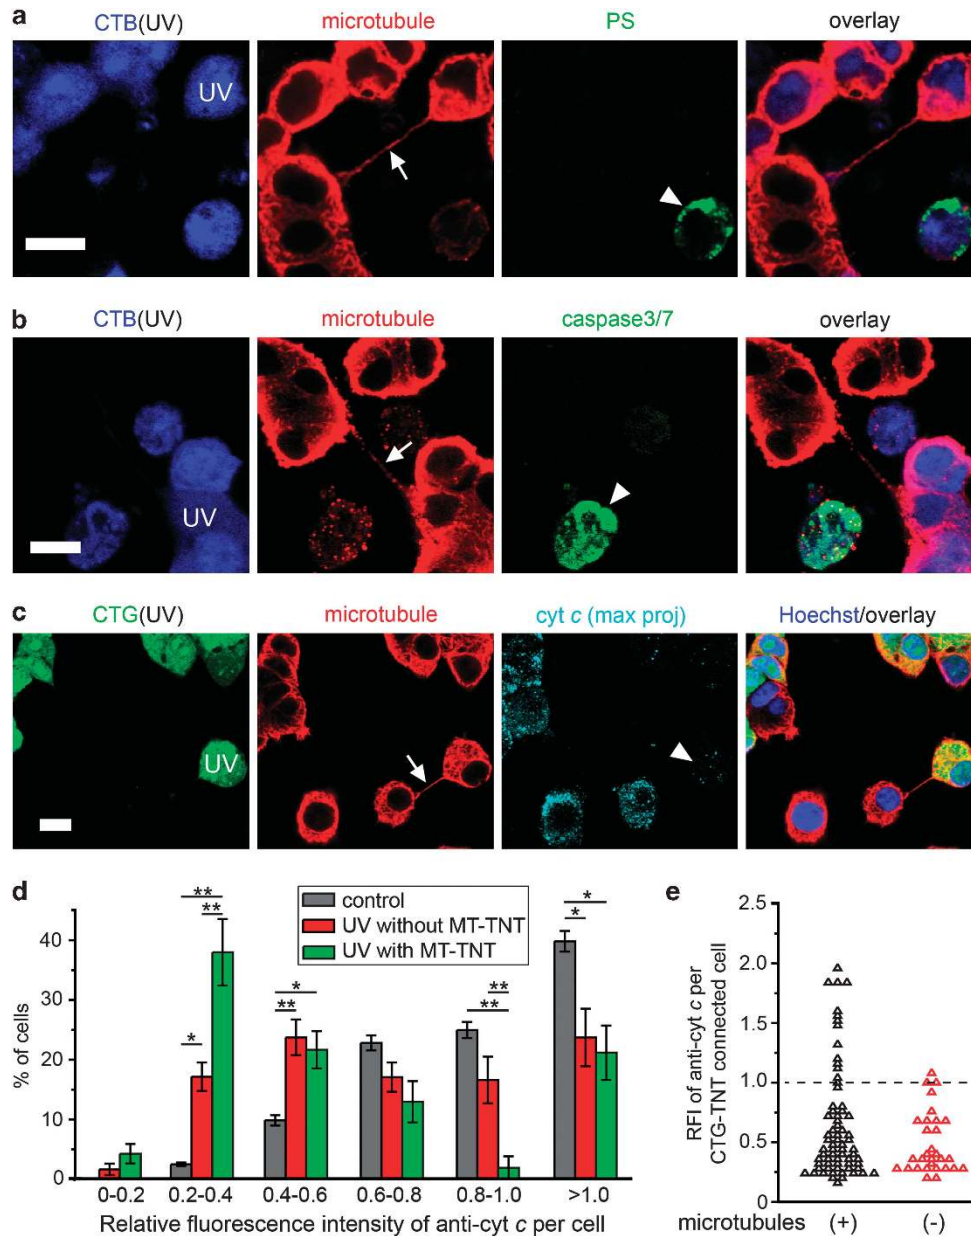 a
CTB(UV) microtubule PS overlay
UV
b
CTB(UV) microtubule caspase3/7 overlay
UV
c
CTG(UV) microtubule cyt c (max proj) Hoechst/overlay
UV
d
control
UV without MT-TNT
UV with MT-TNT
% of cells
40
30
20
10
0
** ** * * ** ** ** * *
0-0.2 0.2-0.4 0.4-0.6 0.6-0.8 0.8-1.0 >1.0
Relative fluorescence intensity of anti-cyt c per cell
e
RFI of anti-cyt c per
CTG-TNT connected cell
2.5
2.0
1.5
1.0
0.5
0
microtubules (+) (-)